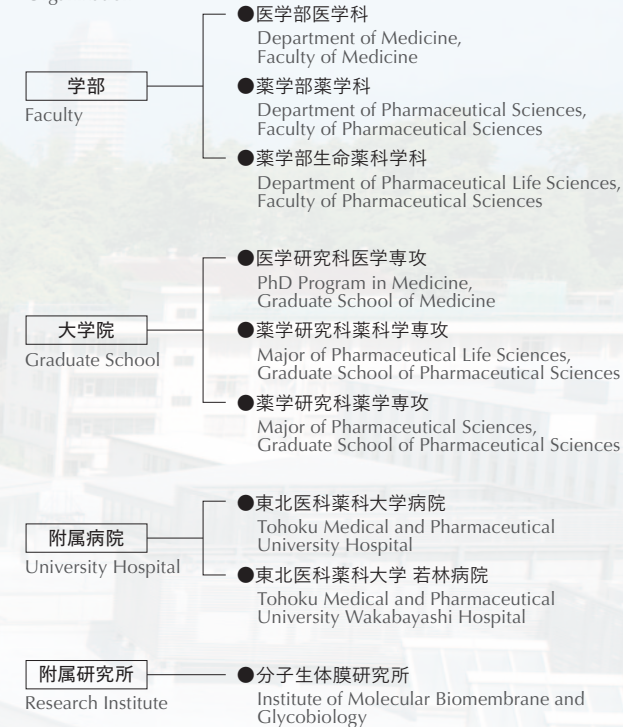 ●医学部医学科
Department of Medicine,
Faculty of Medicine
学部
Faculty
●薬学部薬学科
Department of Pharmaceutical Sciences,
Faculty of Pharmaceutical Sciences
●薬学部生命薬科学科
Department of Pharmaceutical Life Sciences,
Faculty of Pharmaceutical Sciences
●医学研究科医学専攻
PhD Program in Medicine,
Graduate School of Medicine
大学院
Graduate School
●薬学研究科薬科学専攻
Major of Pharmaceutical Life Sciences,
Graduate School of Pharmaceutical Sciences
●薬学研究科薬学専攻
Major of Pharmaceutical Sciences,
Graduate School of Pharmaceutical Sciences
附属病院
University Hospital
●東北医科薬科大学病院
Tohoku Medical and Pharmaceutical
University Hospital
●東北医科薬科大学 若林病院
Tohoku Medical and Pharmaceutical
University Wakabayashi Hospital
附属研究所
Research Institute
●分子生体膜研究所
Institute of Molecular Biomembrane and
Glycobiology